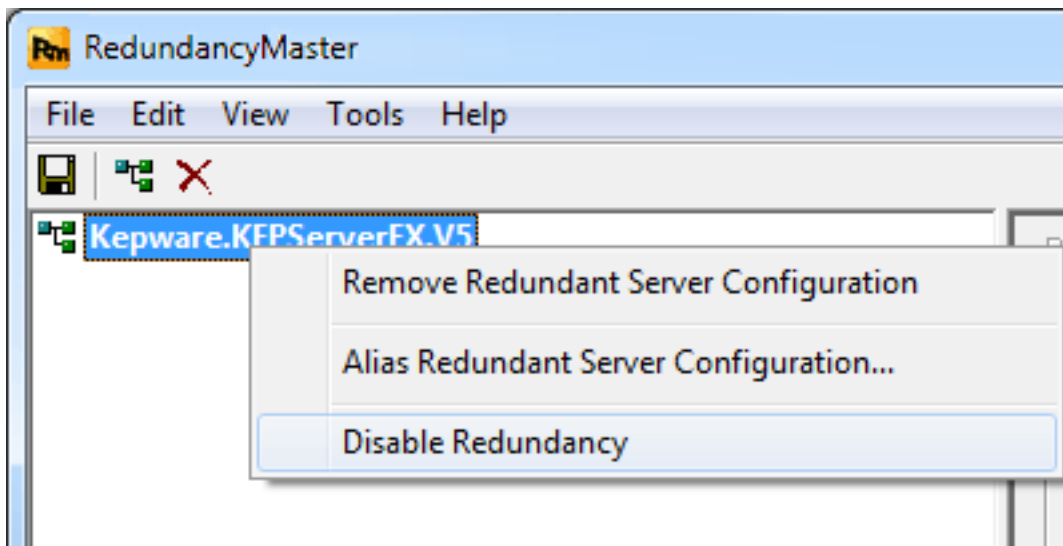 Rm RedundancyMaster
File Edit View Tools Help
Kepware.KEPServerEX.V5
Remove Redundant Server Configuration
Alias Redundant Server Configuration...
Disable Redundancy